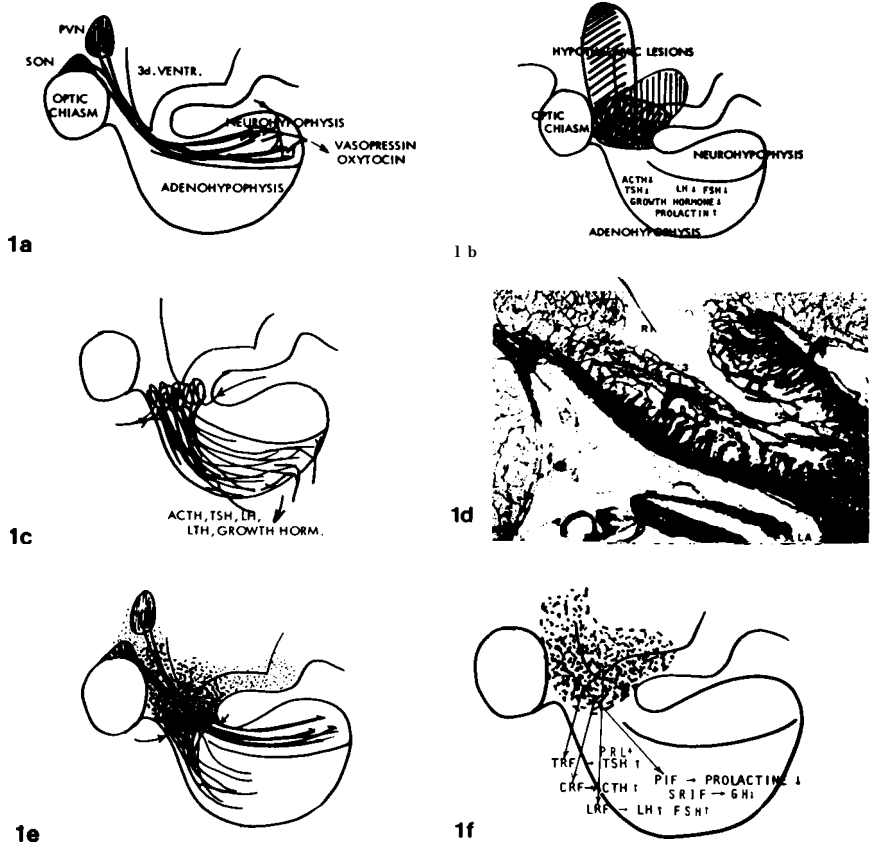 PVN
SON
3d. VENTR.
OPTIC
CHIASM
NEUROHYPOPHYSIS
VASOPRESSIN
OXYTOCIN
ADENOHYPOPHYSIS
1a
HYPOTHALAMIC LESIONS
OPTIC
CHIASM
NEUROHYPOPHYSIS
ACTH↓
TSH↓ LH↓ FSH↓
GROWTH HORMONE↓
PROLACTIN↑
ADENOHYPOPHYSIS
1 b
ACTH, TSH, LH,
LTH, GROWTH HORM.
1c
LA
1d
1e
PRL↑
TRF → TSH↑
PIF → PROLACTINE ↓
CRF→ACTH↑ SRIF → GH↓
LRF → LH↑ FSH↑
1f